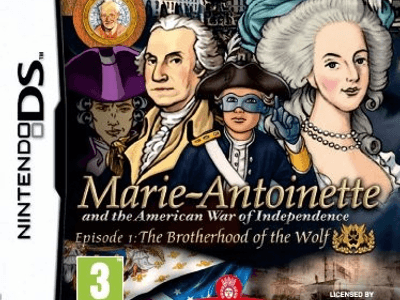 NINTENDO DS
Marie-Antoinette
and the American War of Independence
Episode 1: The Brotherhood of the Wolf
3
LICENSED BY